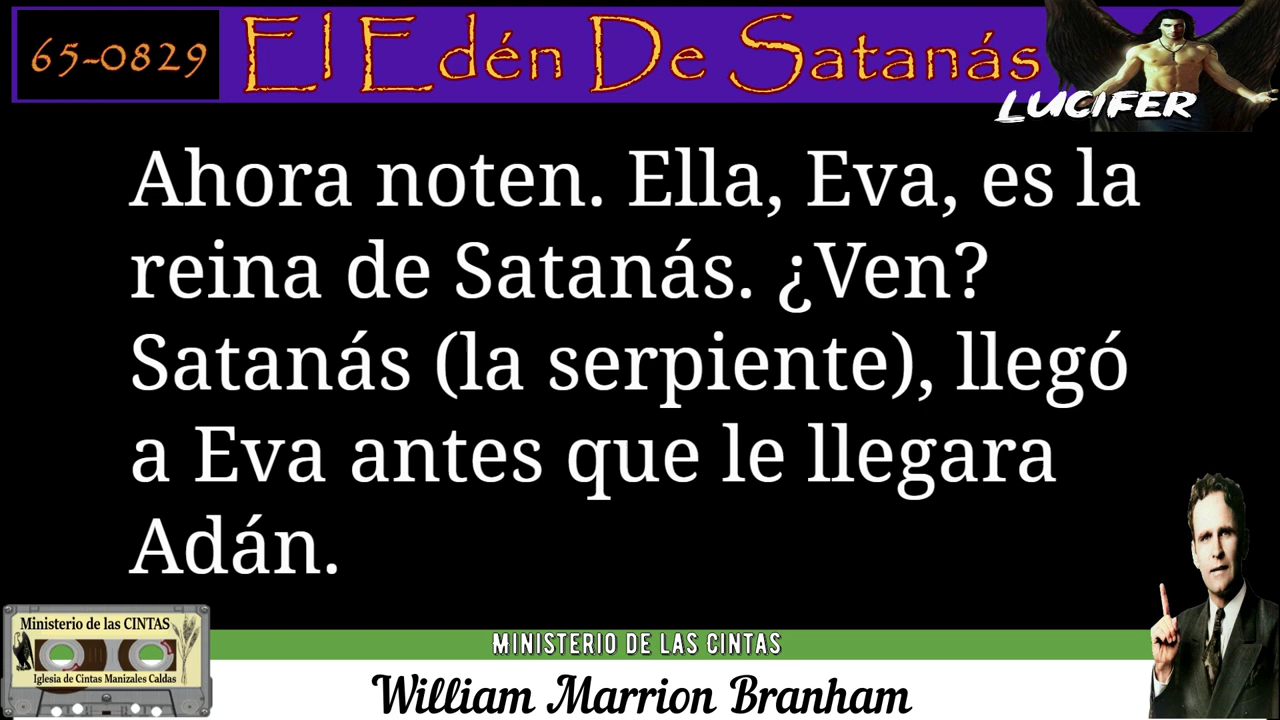 65-0829
El Edén De Satanás
LUCIFER
Ahora noten. Ella, Eva, es la
reina de Satanás. ¿Ven?
Satanás (la serpiente), llegó
a Eva antes que le llegara
Adán.
Ministerio de las CINTAS
Iglesia de Cintas Manizales Caldas
MINISTERIO DE LAS CINTAS
William Marrion Branham